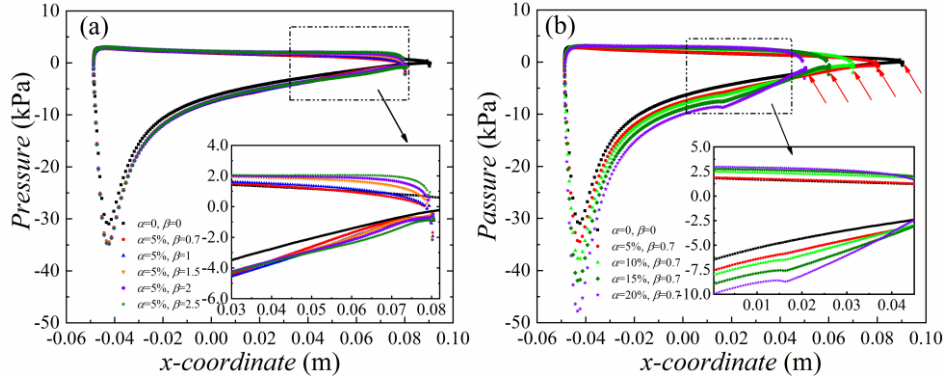 (a)
Pressure (kPa)
10
0
-10
-20
-30
-40
-50
-0.06 -0.04 -0.02 0.00 0.02 0.04 0.06 0.08 0.10
x-coordinate (m)
α=0, β=0
α=5%, β=0.7
α=5%, β=1
α=5%, β=1.5
α=5%, β=2
α=5%, β=2.5
4.0
2.0
0.0
-2.0
-4.0
-6.0
0.03 0.04 0.05 0.06 0.07 0.08
(b)
Passure (kPa)
10
0
-10
-20
-30
-40
50
-0.06 -0.04 -0.02 0.00 0.02 0.04 0.06 0.08 0.10
x-coordinate (m)
α=0, β=0
α=5%, β=0.7
α=10%, β=0.7
α=15%, β=0.7
α=20%, β=0.7
5.0
2.5
0.0
-2.5
-5.0
-7.5
-10.0
0.01 0.02 0.03 0.04